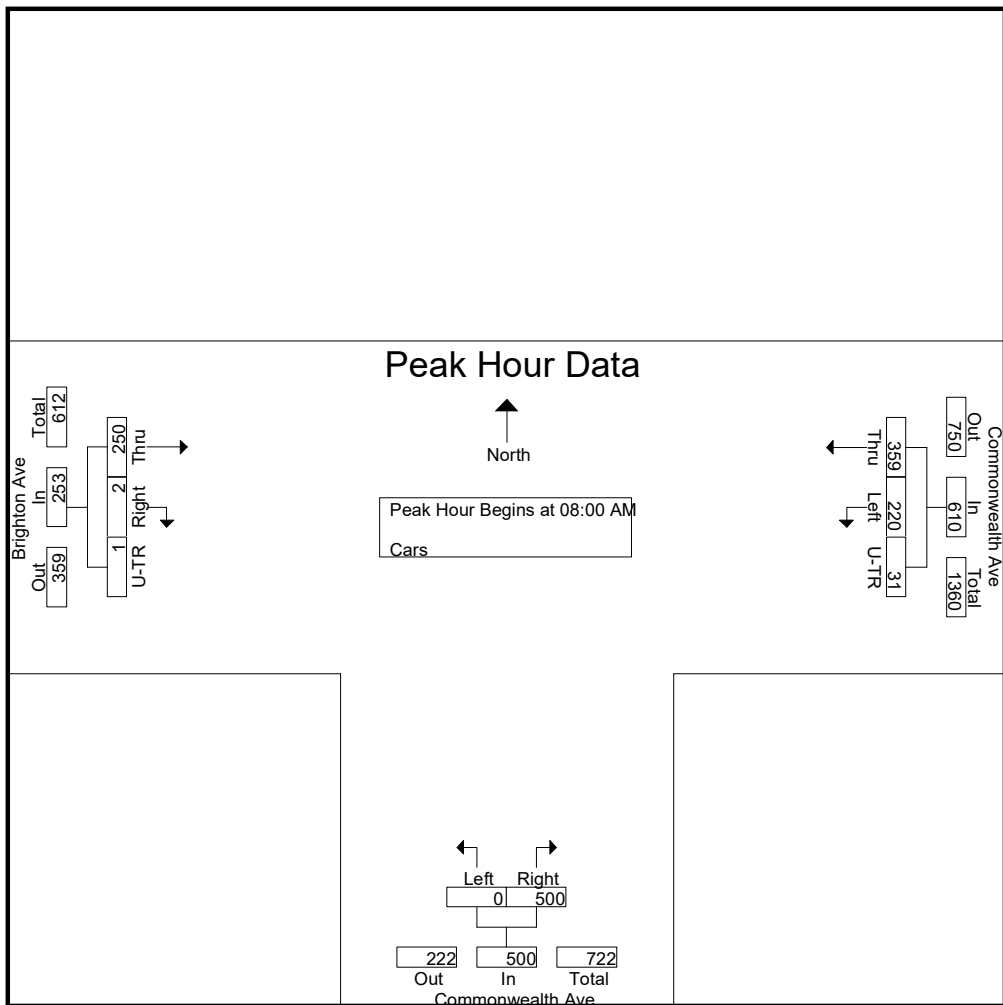 Peak Hour Data
North
Peak Hour Begins at 08:00 AM
Cars
Brighton Ave
Out In Total
359 253 612
1 2 250
U-TR Right Thru
Commonwealth Ave
Out In Total
750 610 1360
359 220 31
Thru Left U-TR
Left Right
0 500
222 500 722
Out In Total
Commonwealth Ave